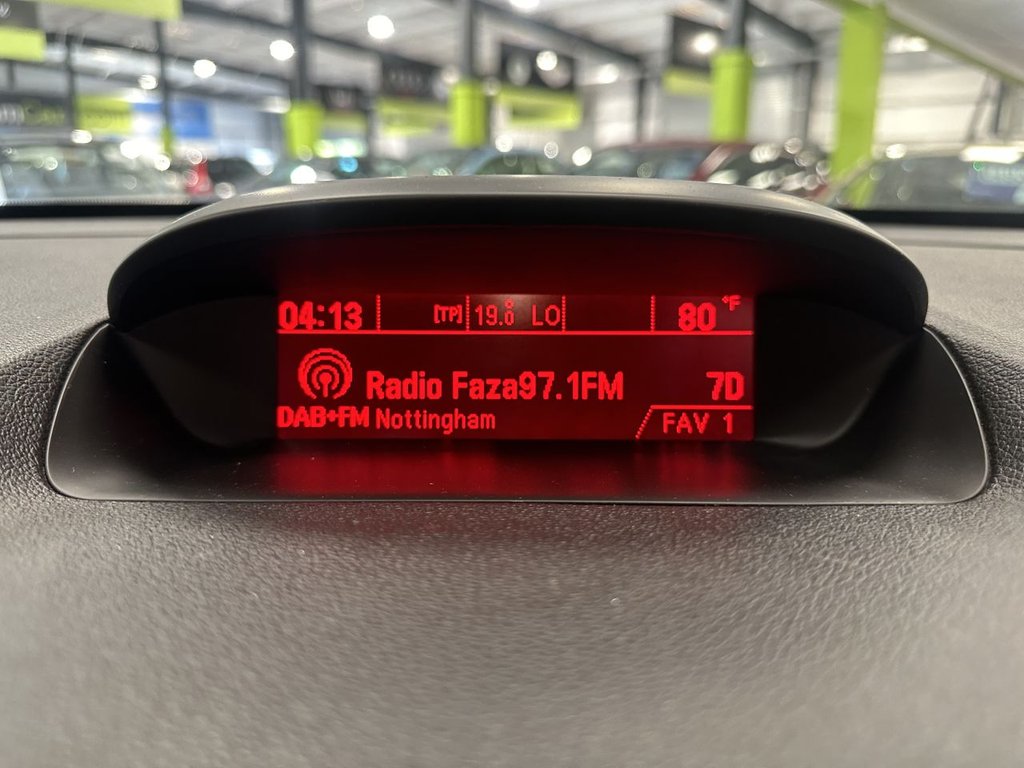 04:13 [TP] 19.0 LO 80 °F
Radio Faza97.1FM 7D
DAB+FM Nottingham FAV 1